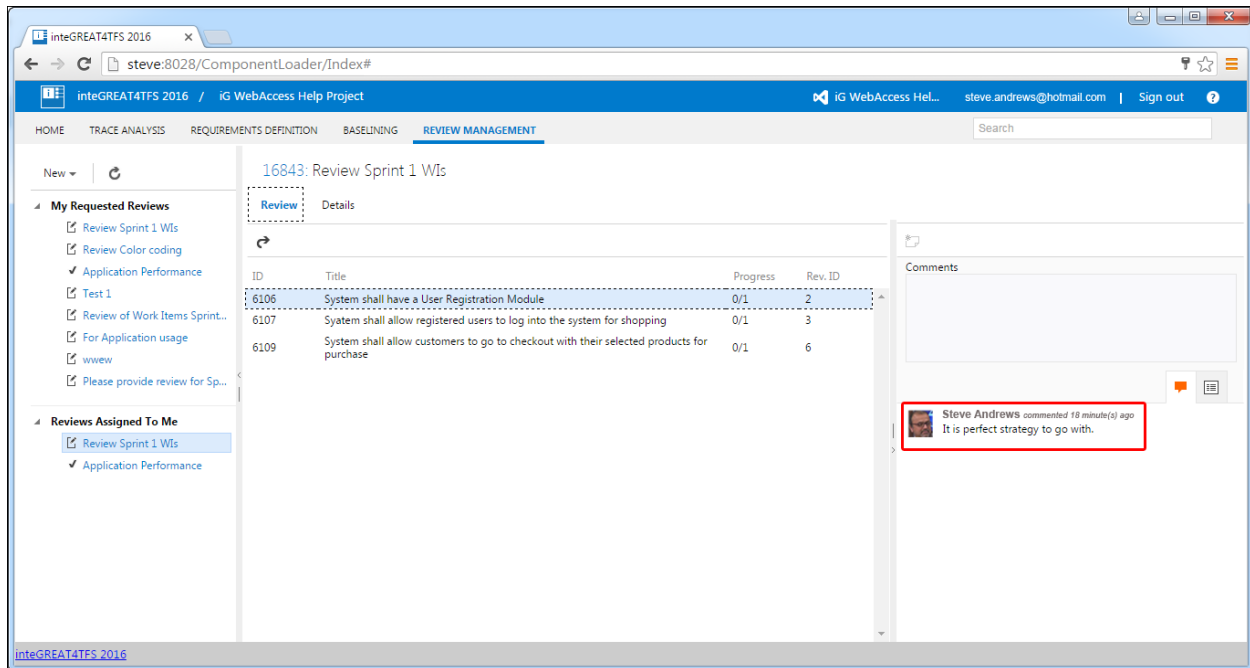 inteGREAT4TFS 2016
steve:8028/ComponentLoader/Index#
inteGREAT4TFS 2016 / iG WebAccess Help Project
iG WebAccess Hel...
steve.andrews@hotmail.com | Sign out ?
HOME TRACE ANALYSIS REQUIREMENTS DEFINITION BASELINING REVIEW MANAGEMENT
Search
New
My Requested Reviews
Review Sprint 1 WIs
Review Color coding
Application Performance
Test 1
Review of Work Items Sprint...
For Application usage
wwew
Please provide review for Sp...
Reviews Assigned To Me
Review Sprint 1 WIs
Application Performance
16843: Review Sprint 1 WIs
Review Details
ID Title Progress Rev. ID
6106 System shall have a User Registration Module 0/1 2
6107 Syatem shall allow registered users to log into the system for shopping 0/1 3
6109 System shall allow customers to go to checkout with their selected products for
purchase 0/1 6
Comments
Steve Andrews commented 18 minute(s) ago
It is perfect strategy to go with.
inteGREAT4TFS 2016